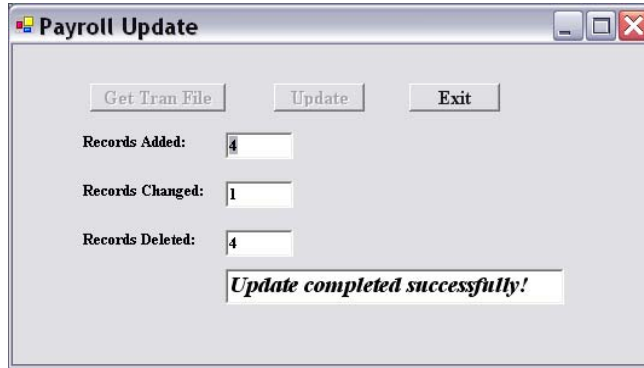 Payroll Update
Get Tran File Update Exit
Records Added: 4
Records Changed: 1
Records Deleted: 4
Update completed successfully!